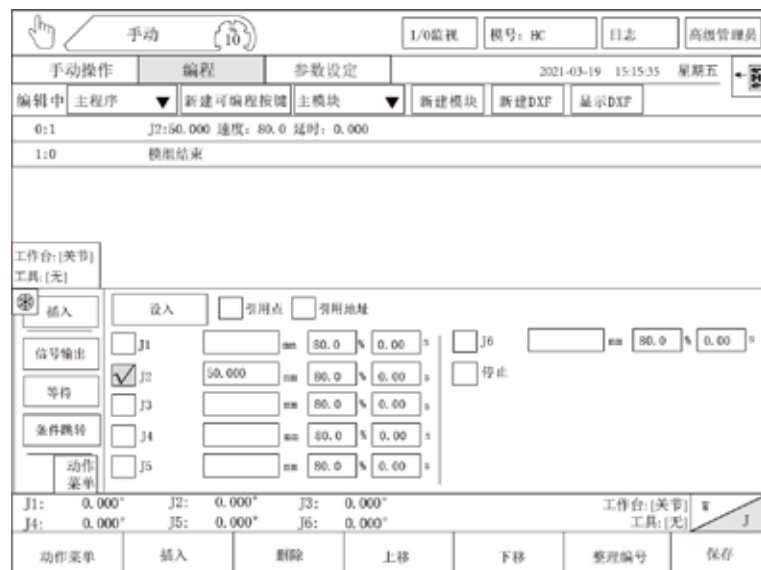 手动 10 I/0监视 模号: HC 日志 高级管理员
手动操作 编程 参数设定 2021-03-19 15:15:35 星期五
编辑中 主程序 新建可编程按键 主模块 新建模块 新建DXF 显示DXF
0:1 J2:50.000 速度: 80.0 延时: 0.000
1:0 模组结束
工作台:[关节]
工具:[无]
插入 设入 引用点 引用地址
信号输出 J1 mm 80.0 % 0.00 s J6 mm 80.0 % 0.00 s
J2 50.000 mm 80.0 % 0.00 s 停止
等待 J3 mm 80.0 % 0.00 s
条件跳转 J4 mm 80.0 % 0.00 s
动作菜单 J5 mm 80.0 % 0.00 s
J1: 0.000° J2: 0.000° J3: 0.000° 工作台:[关节] W
J4: 0.000° J5: 0.000° J6: 0.000° 工具:[无] J
动作菜单 插入 删除 上移 下移 整理编号 保存